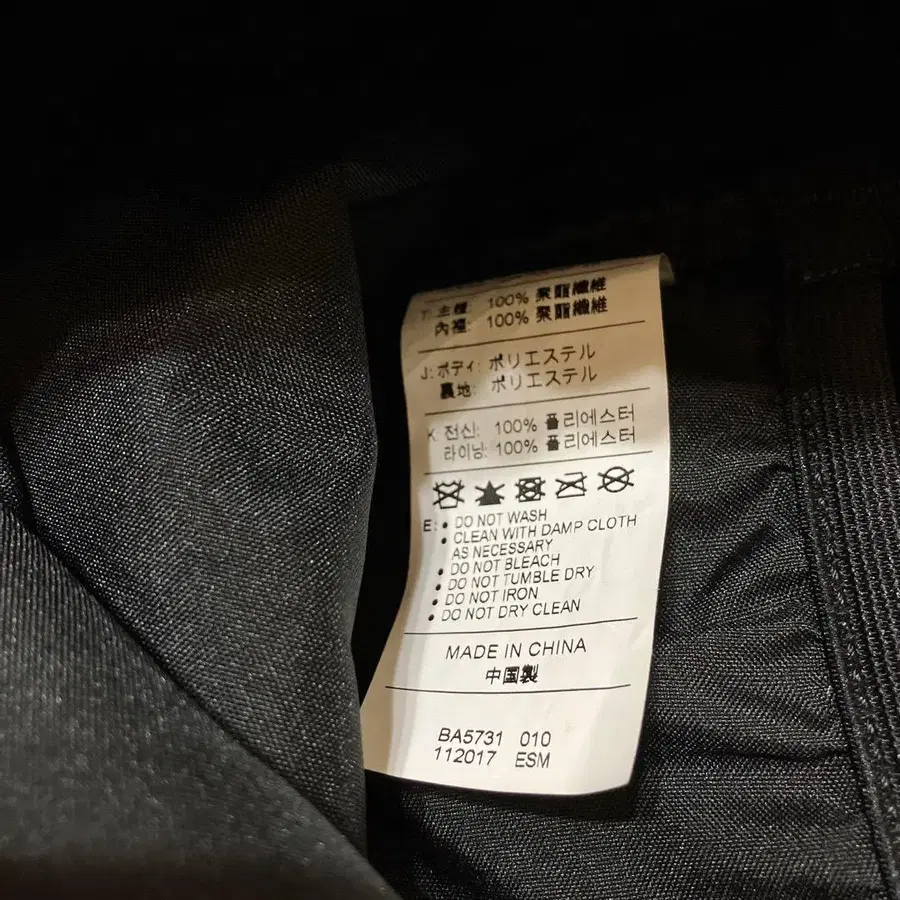 T: 主體: 100% 聚酯纖維
內裡: 100% 聚酯纖維
J: ボディ: ポリエステル
裏地: ポリエステル
K 전신: 100% 폴리에스터
라이닝: 100% 폴리에스터
E: • DO NOT WASH
• CLEAN WITH DAMP CLOTH
AS NECESSARY
• DO NOT BLEACH
• DO NOT TUMBLE DRY
• DO NOT IRON
• DO NOT DRY CLEAN
MADE IN CHINA
中国製
BA5731 010
112017 ESM